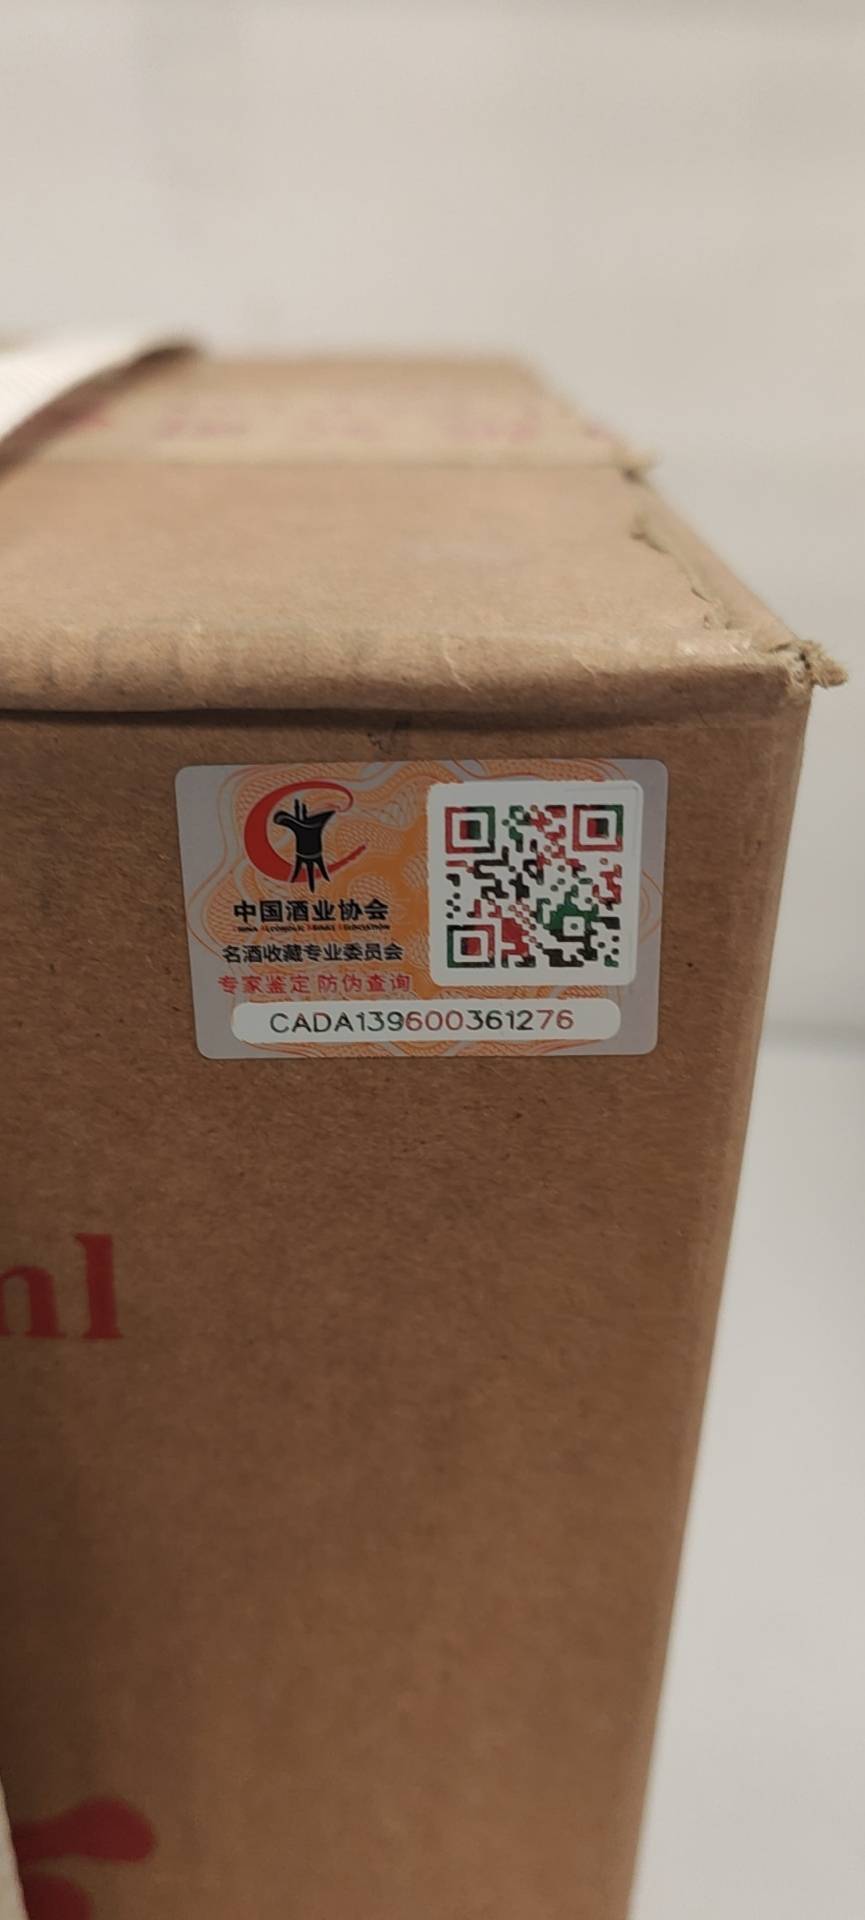 中国酒业协会
名酒收藏专业委员会
专家鉴定 防伪查询
CADA139600361276
ml